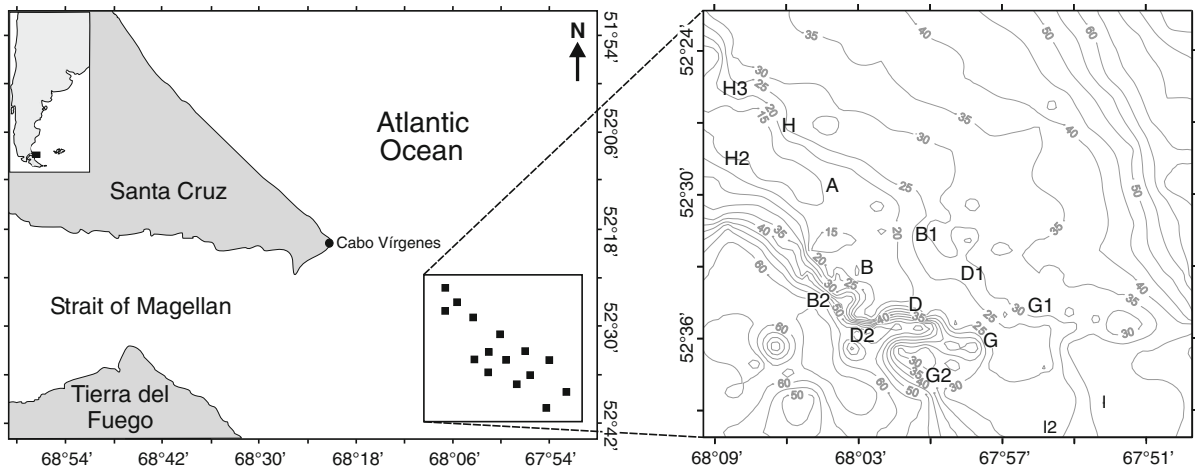 N
Atlantic
Ocean
Santa Cruz
Cabo Vírgenes
Strait of Magellan
Tierra del
Fuego
51°54'
52°06'
52°18'
52°30'
52°42'
68°54' 68°42' 68°30' 68°18' 68°06' 67°54'
52°24'
52°30'
52°36'
35 40 50 60
30
H3 25
20 35 40
15 H
H2
A 25 30 50
B1 35
40 35 15 20
20 B D1
60 30 25 40
B2 50 D G1 35
40 35 25 30 30
60 D2 G
30 G2 30
35
40
60 60
50 50
I
I2
68°09' 68°03' 67°57' 67°51'